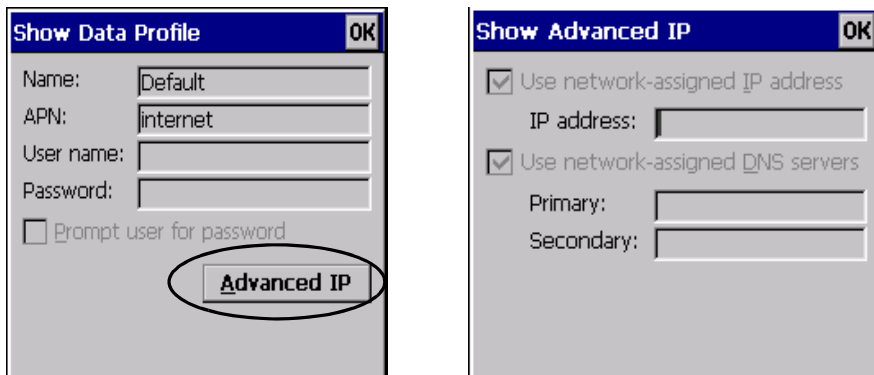 Show Data Profile OK
Name: Default
APN: internet
User name:
Password:
Prompt user for password
Advanced IP
Show Advanced IP OK
Use network-assigned IP address
IP address:
Use network-assigned DNS servers
Primary:
Secondary: